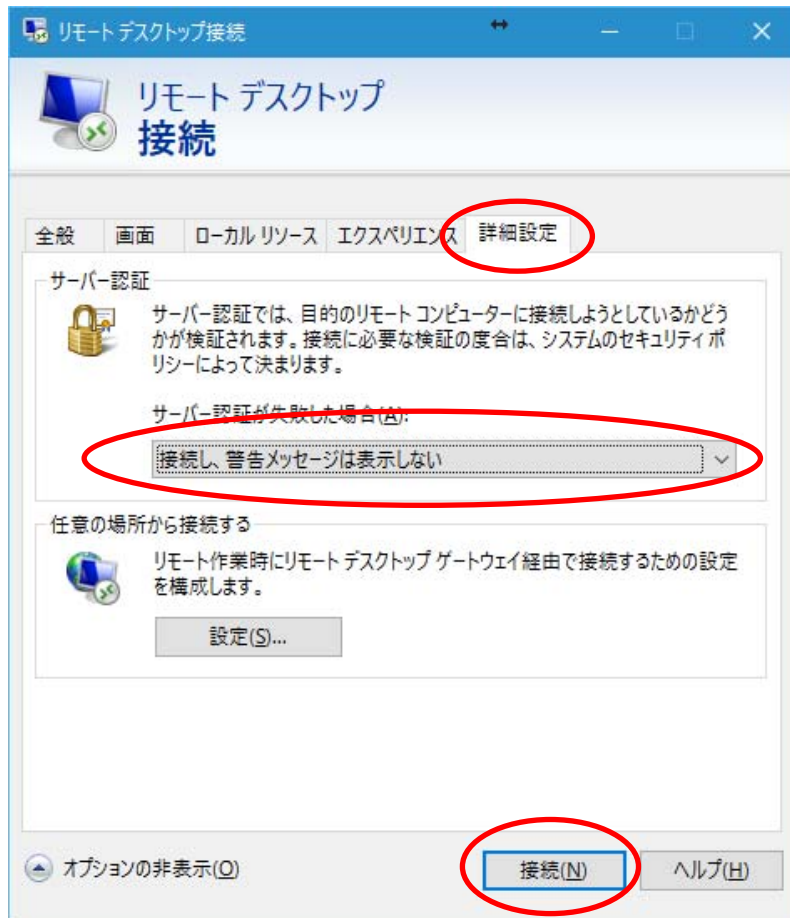 リモート デスクトップ接続
リモート デスクトップ
接続
全般 画面 ローカル リソース エクスペリエンス 詳細設定
サーバー認証
サーバー認証では、目的のリモート コンピューターに接続しようとしているかどう
かが検証されます。接続に必要な検証の度合は、システムのセキュリティ ポ
リシーによって決まります。
サーバー認証が失敗した場合(A):
接続し、警告メッセージは表示しない
任意の場所から接続する
リモート作業時にリモート デスクトップ ゲートウェイ経由で接続するための設定
を構成します。
設定(S)...
オプションの非表示(O) 接続(N) ヘルプ(H)